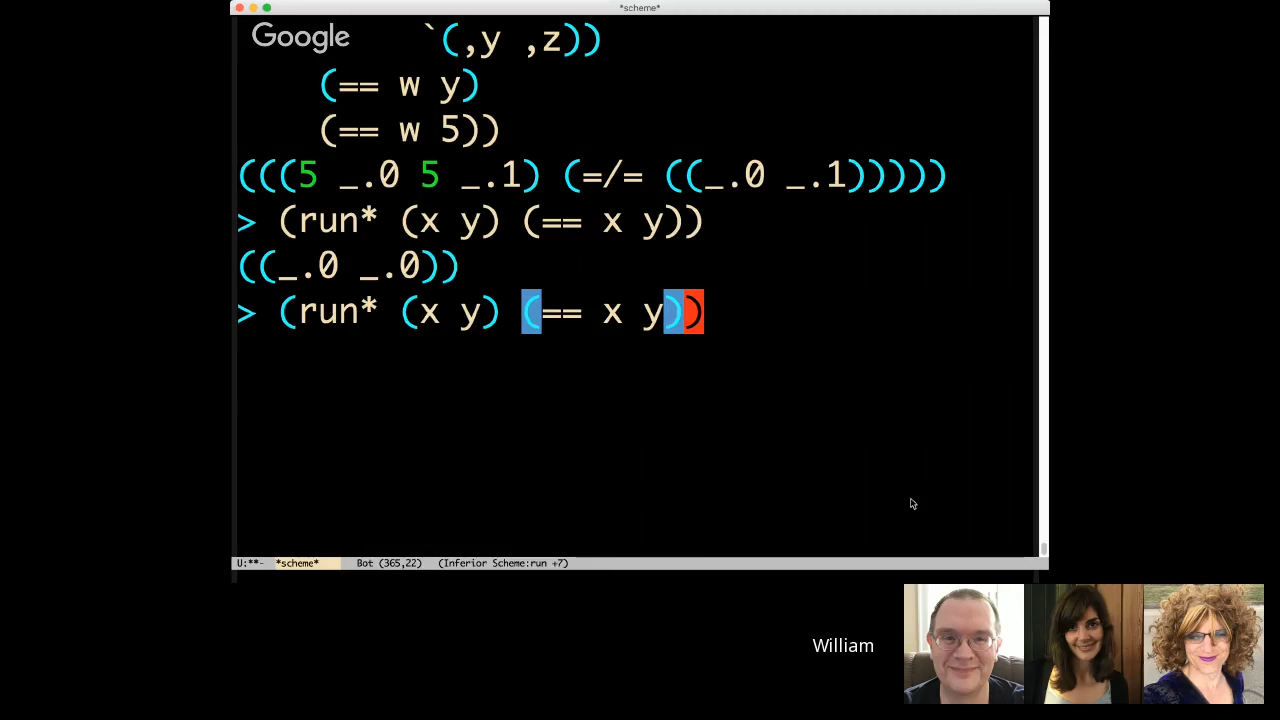 *scheme*
Google
`(,y ,z))
(== w y)
(== w 5))
(((5 _.0 5 _.1) (=/= ((_.0 _.1)))))
> (run* (x y) (== x y))
((_.0 _.0))
> (run* (x y) (== x y))
U:**- *scheme* Bot (365,22) (Inferior Scheme:run +7)
William